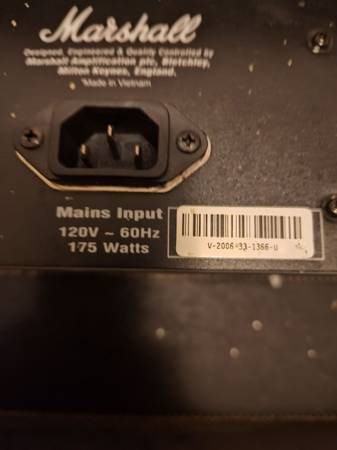 Marshall
Designed, Engineered & Quality Controlled by
Marshall Amplification plc, Bletchley,
Milton Keynes, England.
*Made in Vietnam
Mains Input
120V ~ 60Hz
175 Watts
V-2006-33-1366-U